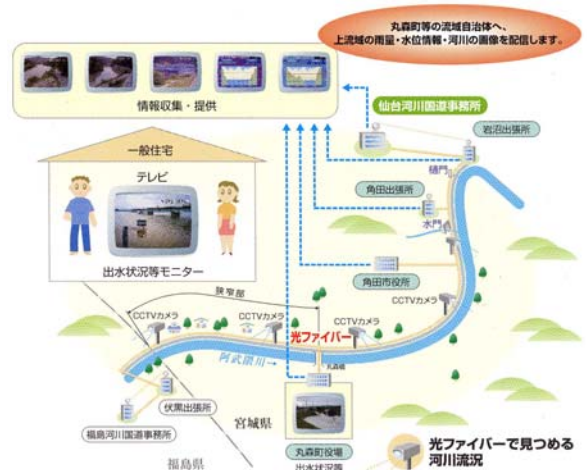 丸森町等の流域自治体へ、
上流域の雨量・水位情報・河川の画像を配信します。
情報収集・提供
仙台河川国道事務所
岩沼出張所
一般住宅
テレビ
樋門
角田出張所
水門
出水状況等モニター
角田市役所
狭窄部
CCTVカメラ
CCTVカメラ
CCTVカメラ
CCTVカメラ
光ファイバー
阿武隈川→
丸森橋
伏黒出張所
宮城県
福島河川国道事務所
丸森町役場
出水状況等
福島県
光ファイバーで見つめる
河川流況